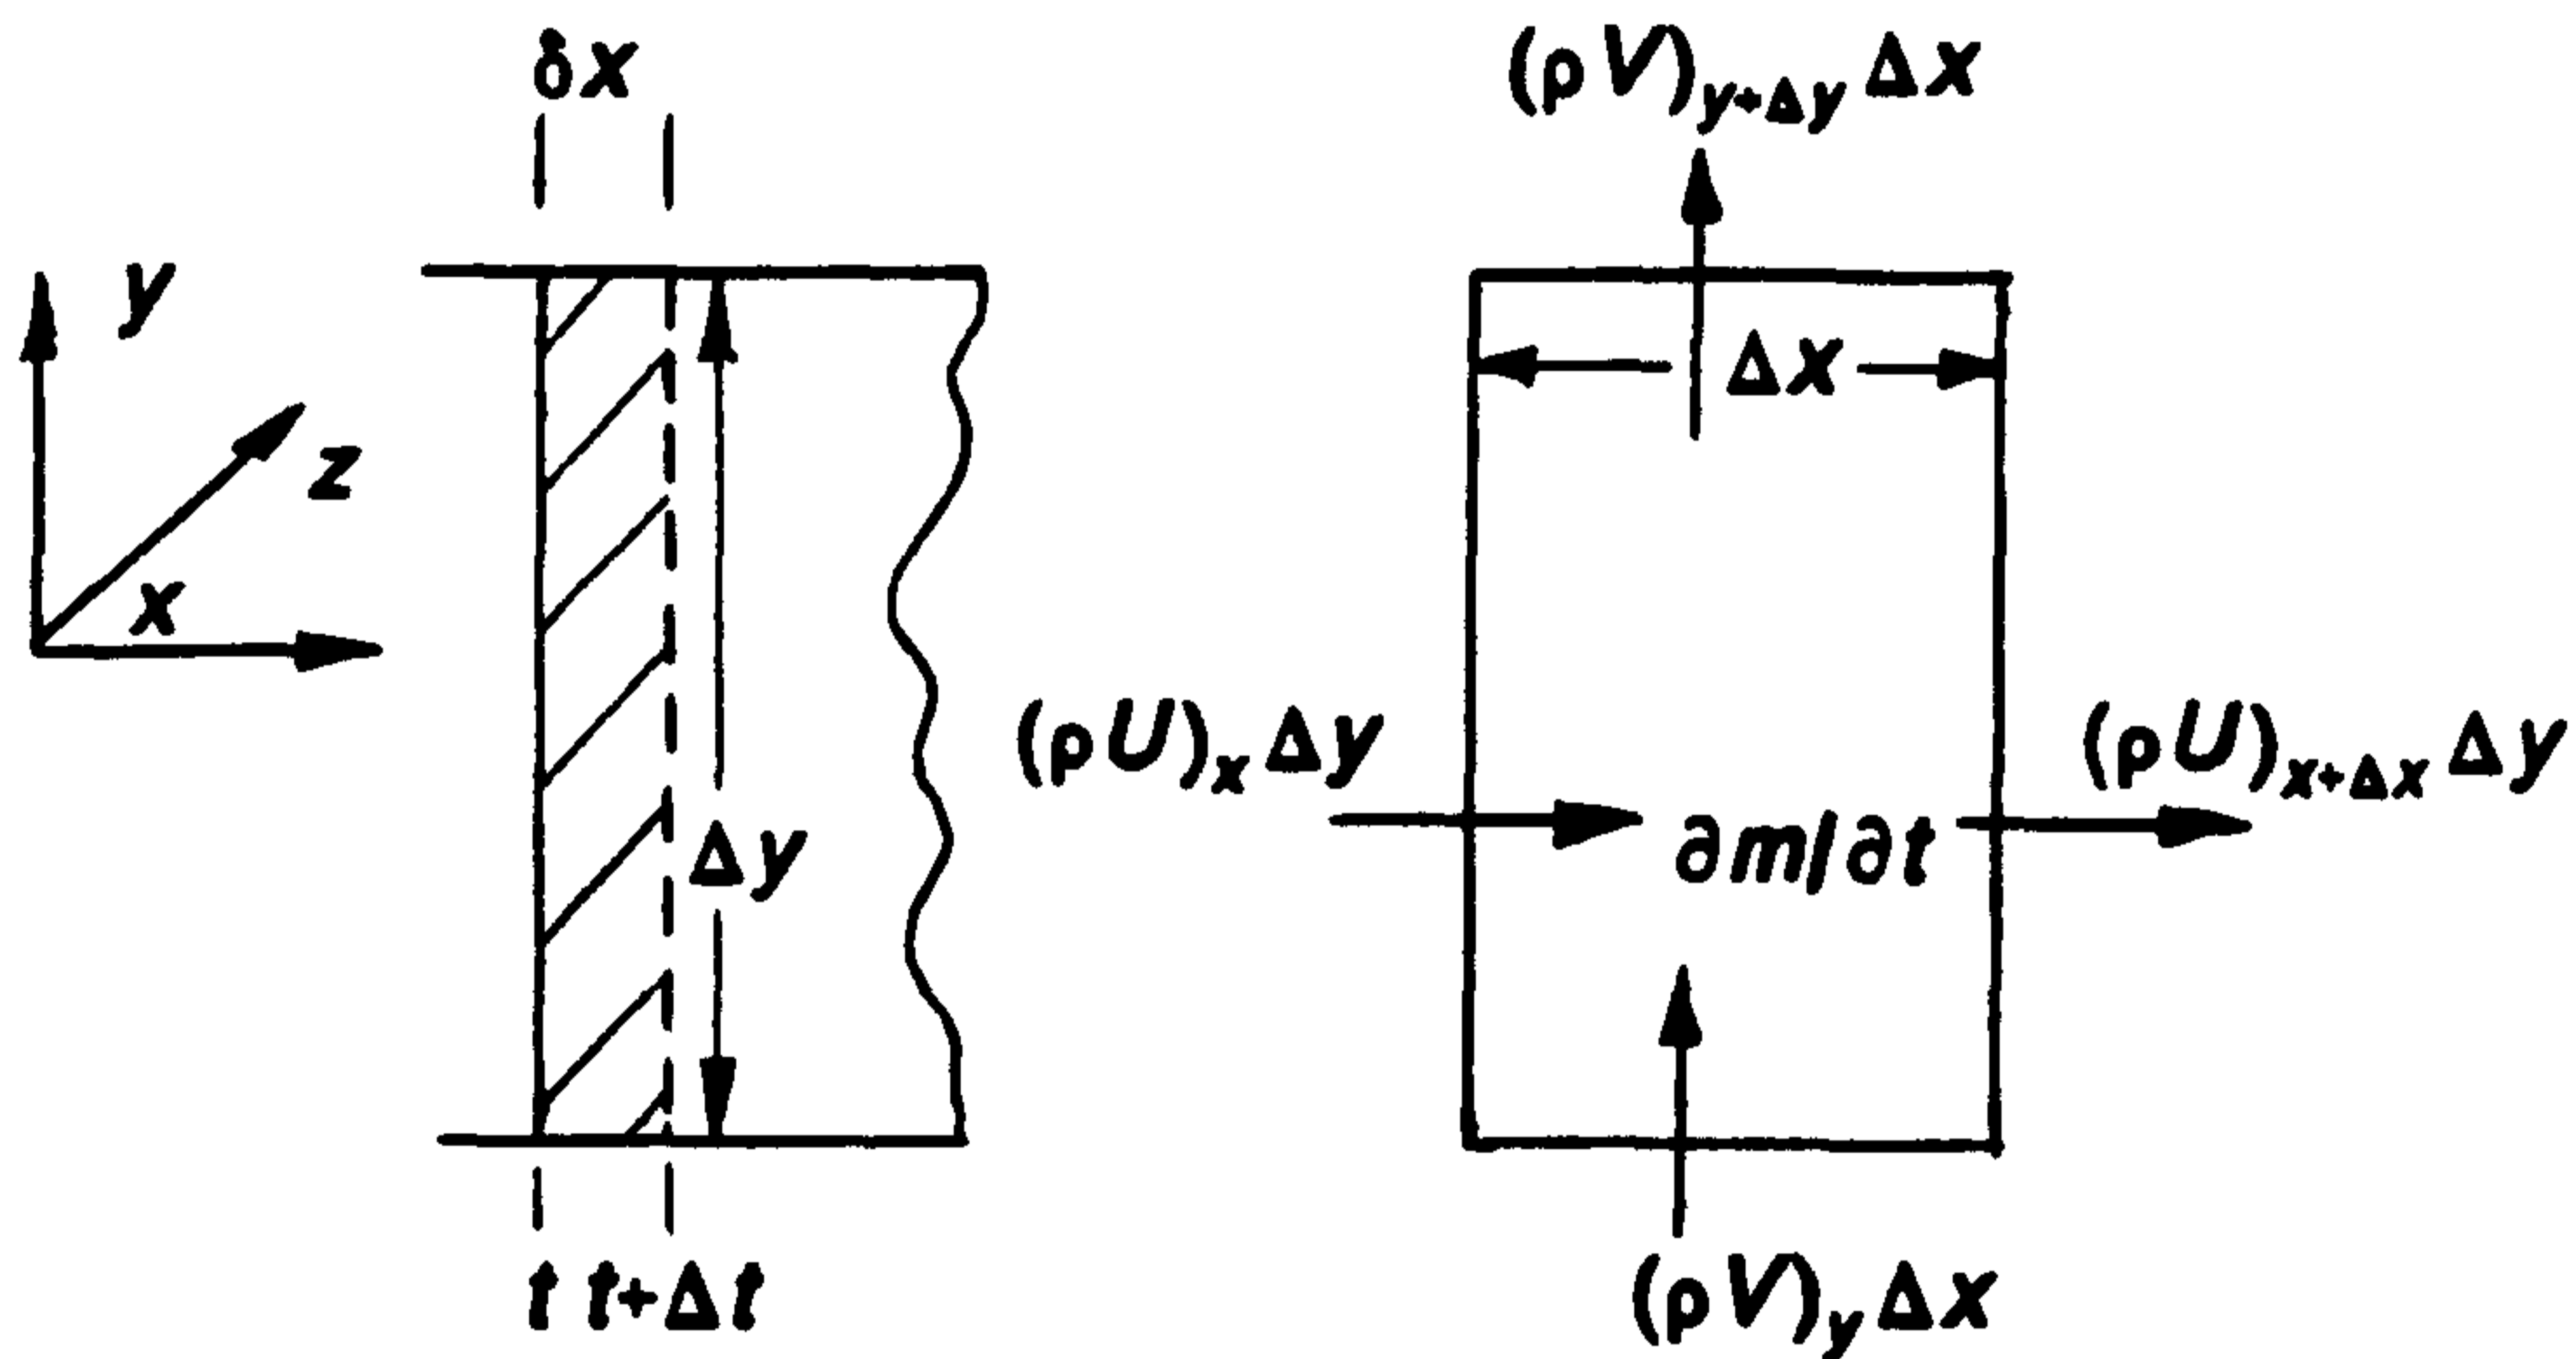 δx
(ρV)y+Δy Δx
y
z
x
Δx
(ρU)x Δy
(ρU)x+Δx Δy
Δy
∂m/∂t
t t+Δt
(ρV)y Δx